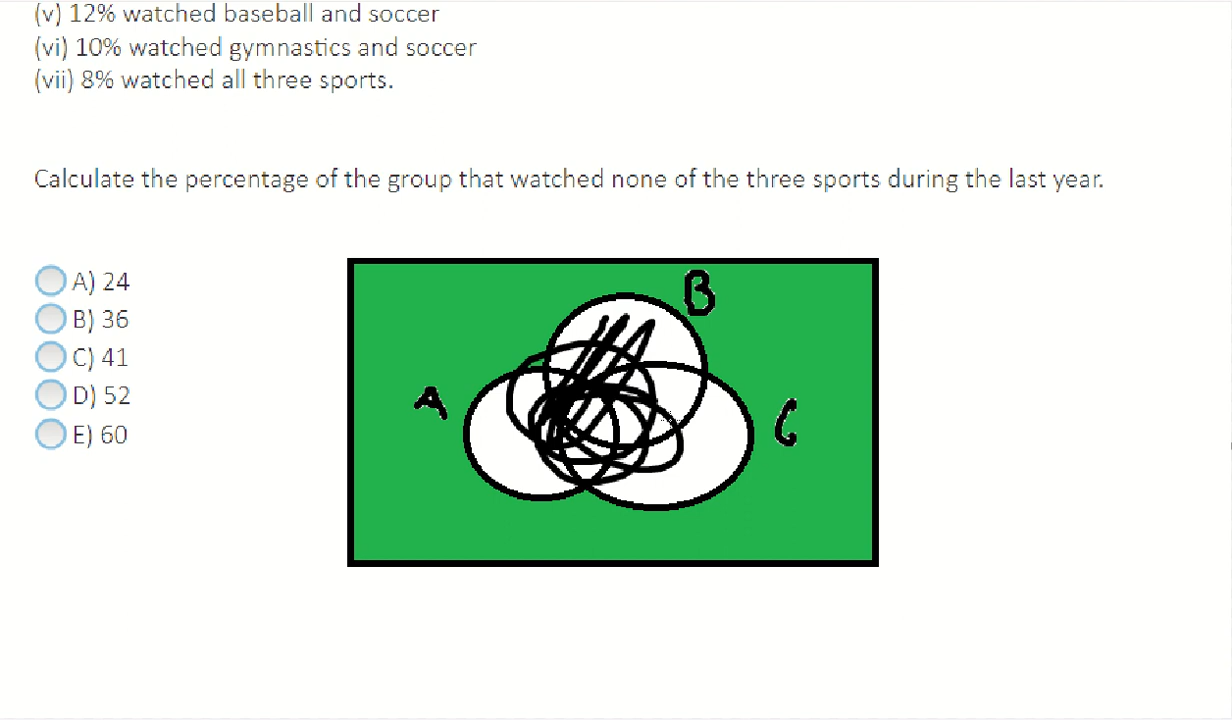 (v) 12% watched baseball and soccer
(vi) 10% watched gymnastics and soccer
(vii) 8% watched all three sports.
Calculate the percentage of the group that watched none of the three sports during the last year.
A) 24
B) 36
C) 41
D) 52
E) 60
B
A
C